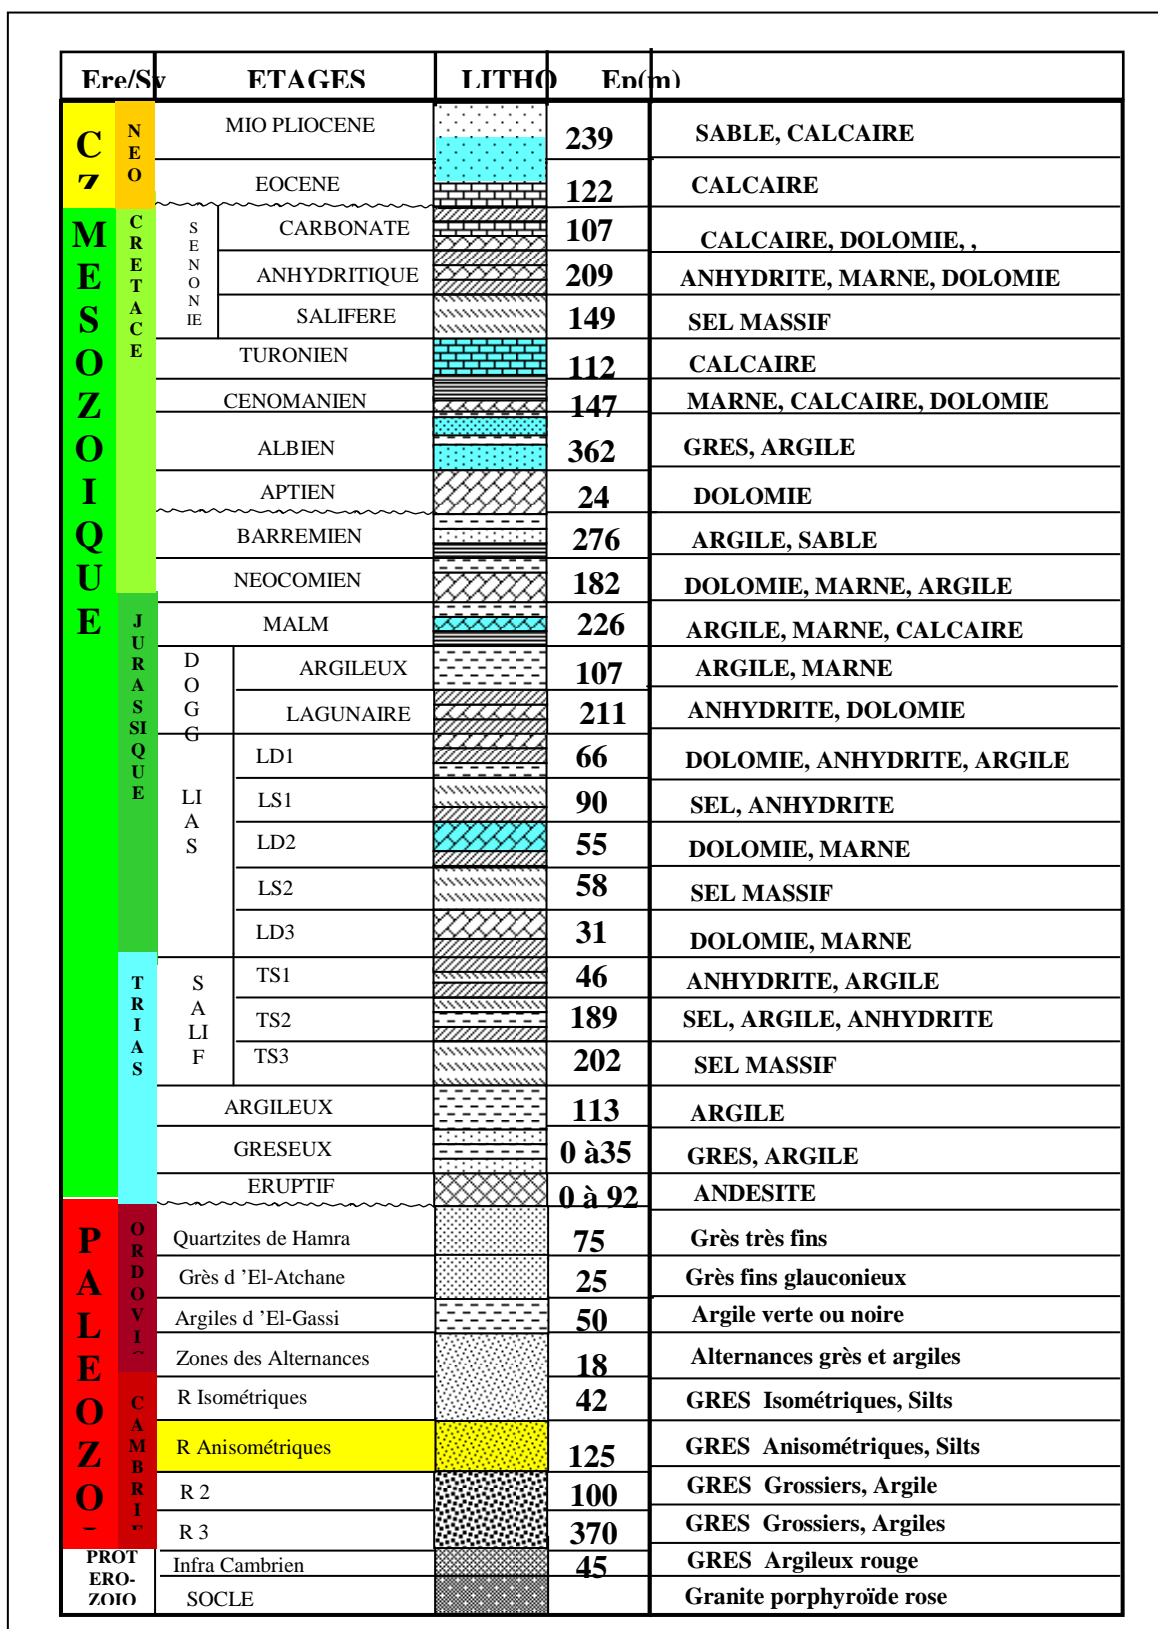 Ere/Sy ETAGES LITHO Ep(m)
C
NEO
MIO PLIOCENE 239 SABLE, CALCAIRE
EOCENE 122 CALCAIRE
MESOZOIQUE
CRETACE
SENONIE
CARBONATE 107 CALCAIRE, DOLOMIE, ,
ANHYDRITIQUE 209 ANHYDRITE, MARNE, DOLOMIE
SALIFERE 149 SEL MASSIF
TURONIEN 112 CALCAIRE
CENOMANIEN 147 MARNE, CALCAIRE, DOLOMIE
ALBIEN 362 GRES, ARGILE
APTIEN 24 DOLOMIE
BARREMIEN 276 ARGILE, SABLE
NEOCOMIEN 182 DOLOMIE, MARNE, ARGILE
JURASSIQUE
MALM 226 ARGILE, MARNE, CALCAIRE
DOGG
ARGILEUX 107 ARGILE, MARNE
LAGUNAIRE 211 ANHYDRITE, DOLOMIE
LIAS
LD1 66 DOLOMIE, ANHYDRITE, ARGILE
LS1 90 SEL, ANHYDRITE
LD2 55 DOLOMIE, MARNE
LS2 58 SEL MASSIF
LD3 31 DOLOMIE, MARNE
TRIAS
SALIF
TS1 46 ANHYDRITE, ARGILE
TS2 189 SEL, ARGILE, ANHYDRITE
TS3 202 SEL MASSIF
ARGILEUX 113 ARGILE
GRESEUX 0 à35 GRES, ARGILE
ERUPTIF 0 à 92 ANDESITE
PALEOZO
ORDOVI
Quartzites de Hamra 75 Grès très fins
Grès d ’El-Atchane 25 Grès fins glauconieux
Argiles d ’El-Gassi 50 Argile verte ou noire
Zones des Alternances 18 Alternances grès et argiles
CAMBRI
R Isométriques 42 GRES Isométriques, Silts
R Anisométriques 125 GRES Anisométriques, Silts
R 2 100 GRES Grossiers, Argile
R 3 370 GRES Grossiers, Argiles
PROT
ERO-
ZOIO
Infra Cambrien 45 GRES Argileux rouge
SOCLE Granite porphyroïde rose